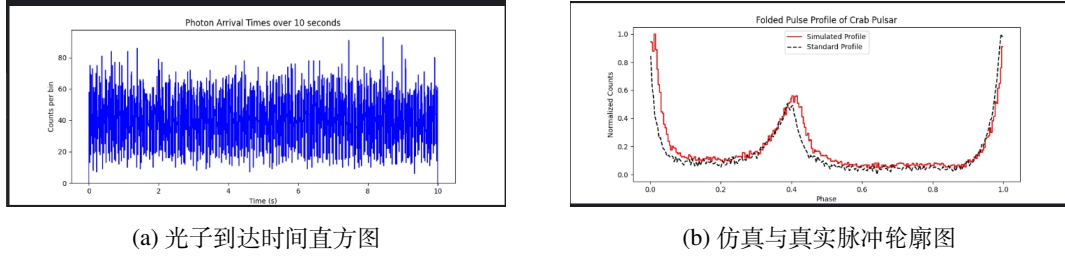 Photon Arrival Times over 10 seconds
Counts per bin
80
60
40
20
0
0 2 4 6 8 10
Time (s)
(a) 光子到达时间直方图
Folded Pulse Profile of Crab Pulsar
Simulated Profile
Standard Profile
Normalized Counts
1.0
0.8
0.6
0.4
0.2
0.0
0.0 0.2 0.4 0.6 0.8 1.0
Phase
(b) 仿真与真实脉冲轮廓图